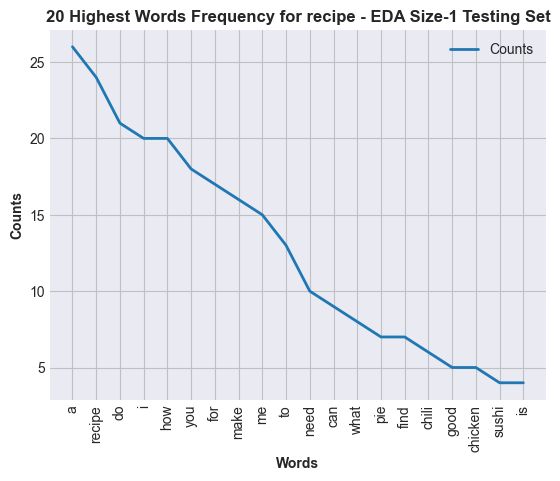 20 Highest Words Frequency for recipe - EDA Size-1 Testing Set
Counts
25
20
15
10
5
Counts
a
recipe
do
i
how
you
for
make
me
to
need
can
what
pie
find
chili
good
chicken
sushi
is
Words